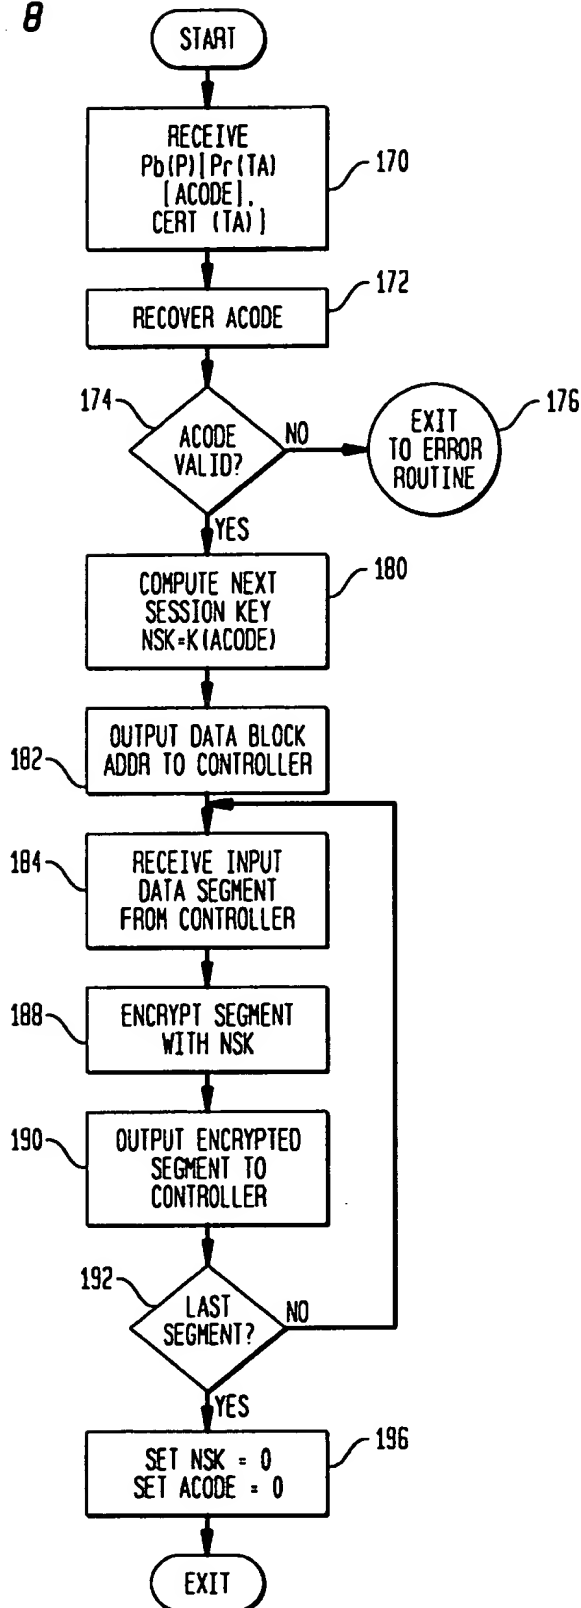 8
START
RECEIVE
Pb(P)[Pr(TA)
[ACODE],
CERT (TA)]
170
RECOVER ACODE
172
174
ACODE
VALID?
NO
EXIT
TO ERROR
ROUTINE
176
YES
COMPUTE NEXT
SESSION KEY
NSK=K(ACODE)
180
OUTPUT DATA BLOCK
ADDR TO CONTROLLER
182
184
RECEIVE INPUT
DATA SEGMENT
FROM CONTROLLER
188
ENCRYPT SEGMENT
WITH NSK
190
OUTPUT ENCRYPTED
SEGMENT TO
CONTROLLER
192
LAST
SEGMENT?
NO
YES
SET NSK = 0
SET ACODE = 0
196
EXIT